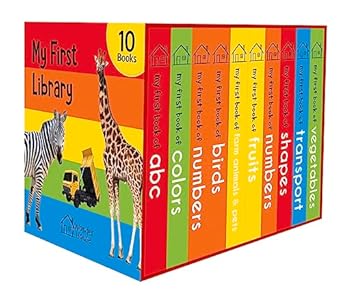 My First
Library
10
Books
my first book of abc
my first book of colors
my first book of numbers
my first book of birds
my first book of farm animals & pets
my first book of fruits
my first book of numbers
my first book of shapes
my first book of transport
my first book of vegetables